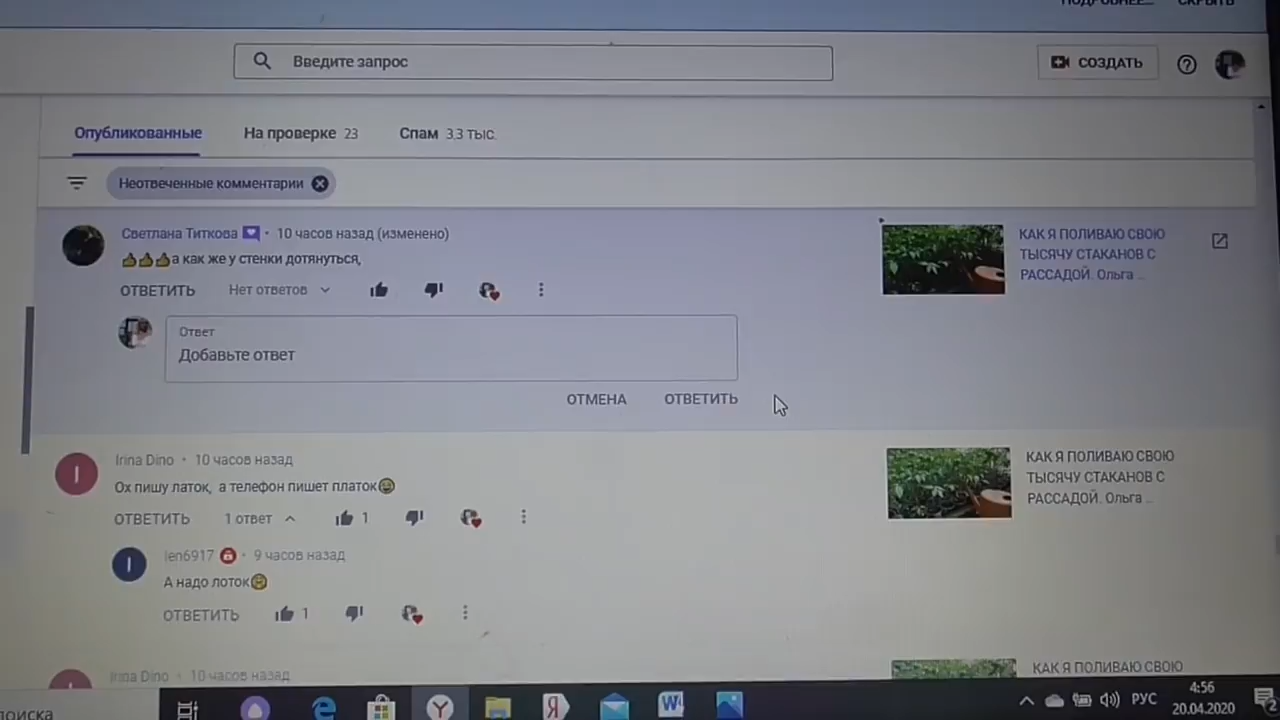 ПОДРОБНЕЕ... СКРЫТЬ
Введите запрос
СОЗДАТЬ
Опубликованные На проверке 23 Спам 3.3 тыс.
Неотвеченные комментарии
Светлана Титкова · 10 часов назад (изменено)
а как же у стенки дотянуться,
ОТВЕТИТЬ Нет ответов
КАК Я ПОЛИВАЮ СВОЮ
ТЫСЯЧУ СТАКАНОВ С
РАССАДОЙ. Ольга ...
Ответ
Добавьте ответ
ОТМЕНА ОТВЕТИТЬ
Irina Dino · 10 часов назад
Ох пишу латок, а телефон пишет платок
ОТВЕТИТЬ 1 ответ 1
КАК Я ПОЛИВАЮ СВОЮ
ТЫСЯЧУ СТАКАНОВ С
РАССАДОЙ. Ольга ...
len6917 · 9 часов назад
А надо лоток
ОТВЕТИТЬ 1
Irina Dino · 10 часов назад
КАК Я ПОЛИВАЮ СВОЮ
поиска
РУС
4:56
20.04.2020
2